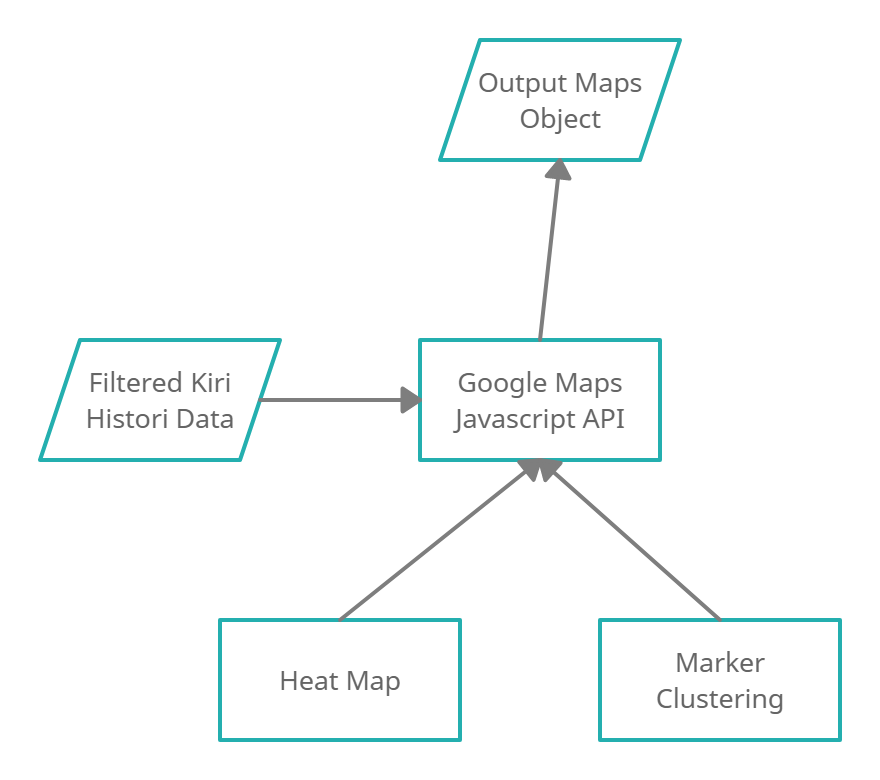 Output Maps
Object
Filtered Kiri
Histori Data
Google Maps
Javascript API
Heat Map
Marker
Clustering